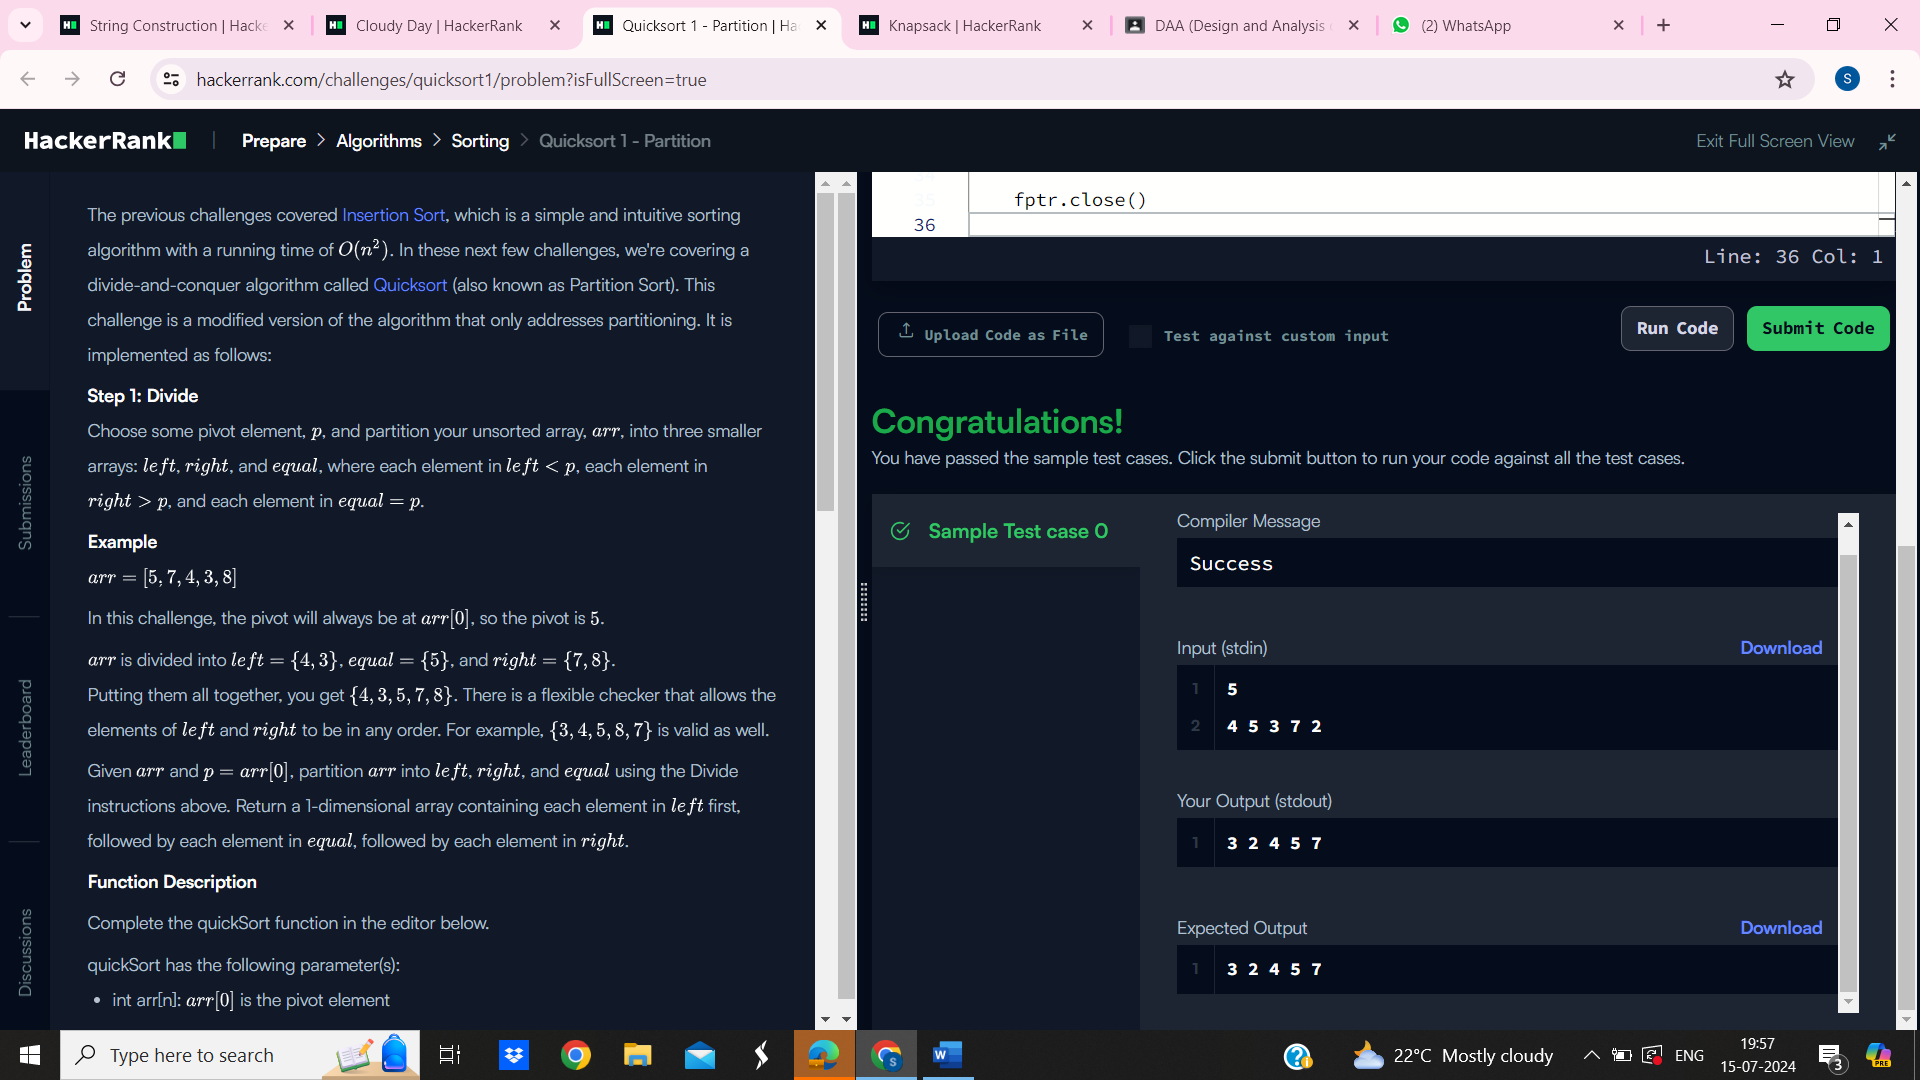 String Construction | Hacke
Cloudy Day | HackerRank
Quicksort 1 - Partition | Ha
Knapsack | HackerRank
DAA (Design and Analysis
(2) WhatsApp
hackerrank.com/challenges/quicksort1/problem?isFullScreen=true
S
HackerRank
Prepare > Algorithms > Sorting > Quicksort 1 - Partition
Exit Full Screen View
Problem
Submissions
Leaderboard
Discussions
The previous challenges covered Insertion Sort, which is a simple and intuitive sorting
algorithm with a running time of O(n²). In these next few challenges, we're covering a
divide-and-conquer algorithm called Quicksort (also known as Partition Sort). This
challenge is a modified version of the algorithm that only addresses partitioning. It is
implemented as follows:
Step 1: Divide
Choose some pivot element, p, and partition your unsorted array, arr, into three smaller
arrays: left, right, and equal, where each element in left < p, each element in
right > p, and each element in equal = p.
Example
arr = [5, 7, 4, 3, 8]
In this challenge, the pivot will always be at arr[0], so the pivot is 5.
arr is divided into left = {4, 3}, equal = {5}, and right = {7, 8}.
Putting them all together, you get {4, 3, 5, 7, 8}. There is a flexible checker that allows the
elements of left and right to be in any order. For example, {3, 4, 5, 8, 7} is valid as well.
Given arr and p = arr[0], partition arr into left, right, and equal using the Divide
instructions above. Return a 1-dimensional array containing each element in left first,
followed by each element in equal, followed by each element in right.
Function Description
Complete the quickSort function in the editor below.
quickSort has the following parameter(s):
• int arr[n]: arr[0] is the pivot element
35 fptr.close()
36
Line: 36 Col: 1
Upload Code as File
Test against custom input
Run Code
Submit Code
Congratulations!
You have passed the sample test cases. Click the submit button to run your code against all the test cases.
Sample Test case 0
Compiler Message
Success
Input (stdin)
Download
1 5
2 4 5 3 7 2
Your Output (stdout)
1 3 2 4 5 7
Expected Output
Download
1 3 2 4 5 7
Type here to search
22°C Mostly cloudy
ENG
19:57
15-07-2024
3